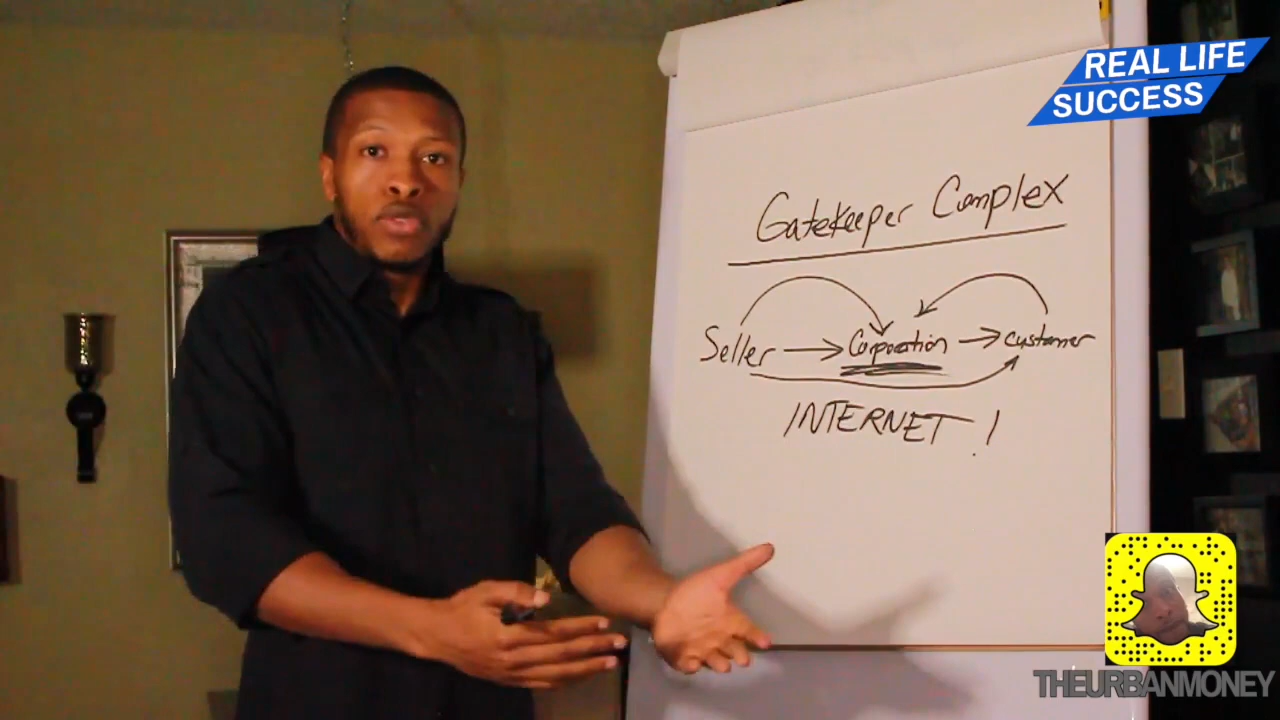 REAL LIFE
SUCCESS
Gatekeeper Complex
Seller → Corporation → customer
INTERNET !
THEURBANMONEY